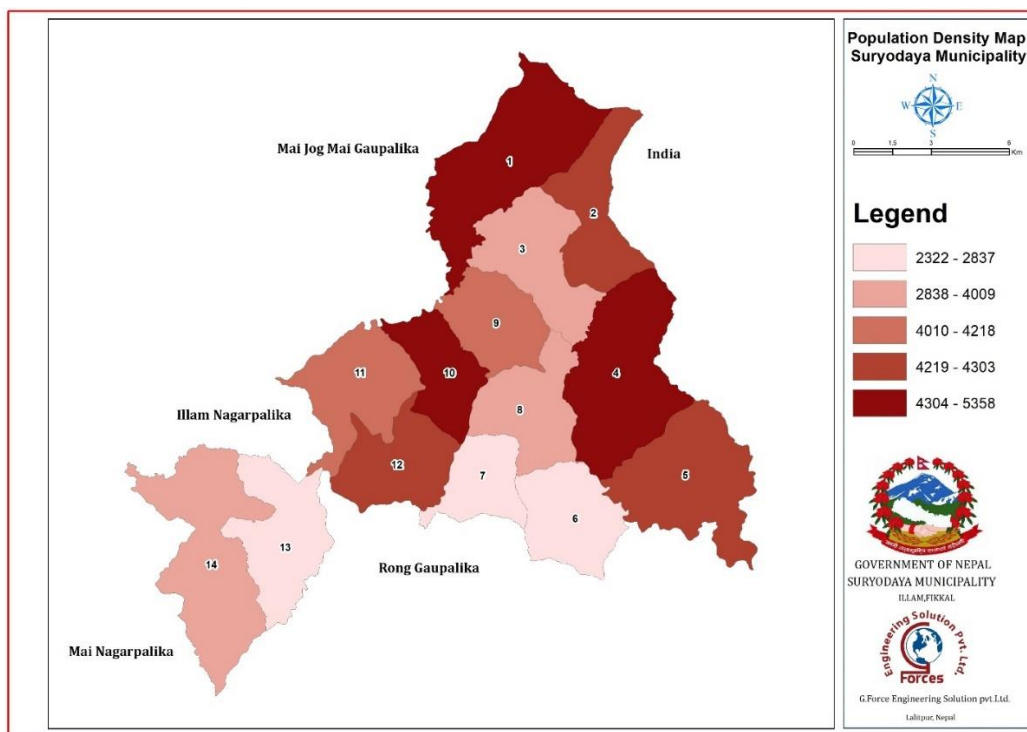 Population Density Map
Suryodaya Municipality
N
W E
S
0 1.5 3 6
Km
Legend
2322 - 2837
2838 - 4009
4010 - 4218
4219 - 4303
4304 - 5358
GOVERNMENT OF NEPAL
SURYODAYA MUNICIPALITY
ILLAM,FIKKAL
Engineering Solution Pvt. Ltd.
G
Forces
G.Force Engineering Solution pvt.Ltd.
Lalitpur, Nepal
Mai Jog Mai Gaupalika
India
1
2
3
9
11
10
4
Illam Nagarpalika
8
12
7
5
6
13
14
Rong Gaupalika
Mai Nagarpalika